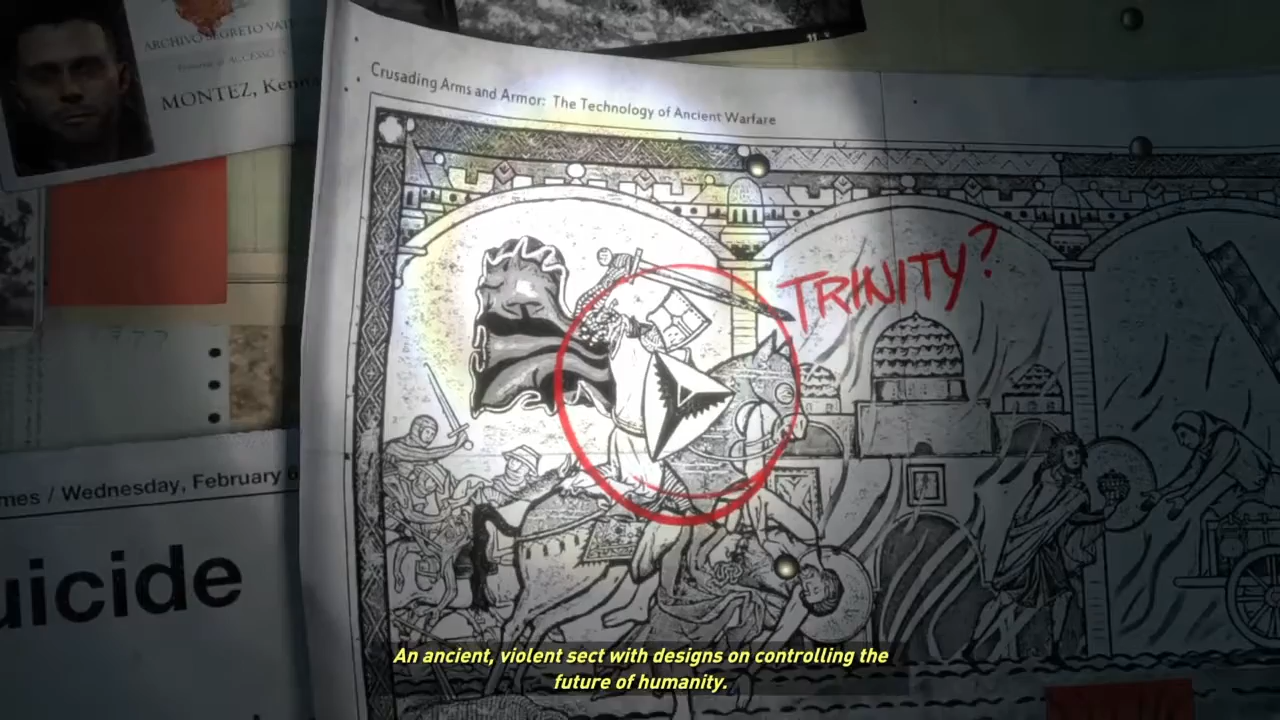 ARCHIVO SEGRETO VAT
MONTEZ, Kenn
Crusading Arms and Armor: The Technology of Ancient Warfare
TRINITY?
mes / Wednesday, February 6
uicide
An ancient, violent sect with designs on controlling the
future of humanity.